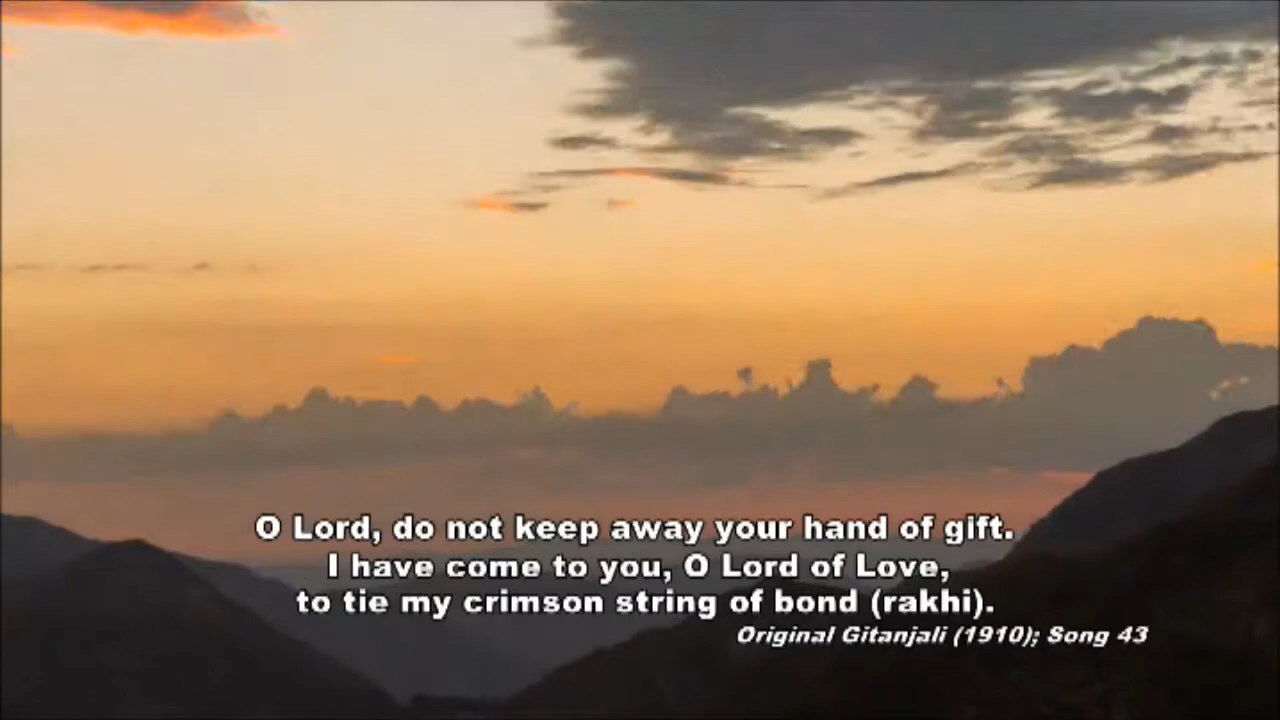 O Lord, do not keep away your hand of gift.
I have come to you, O Lord of Love,
to tie my crimson string of bond (rakhi).
Original Gitanjali (1910); Song 43